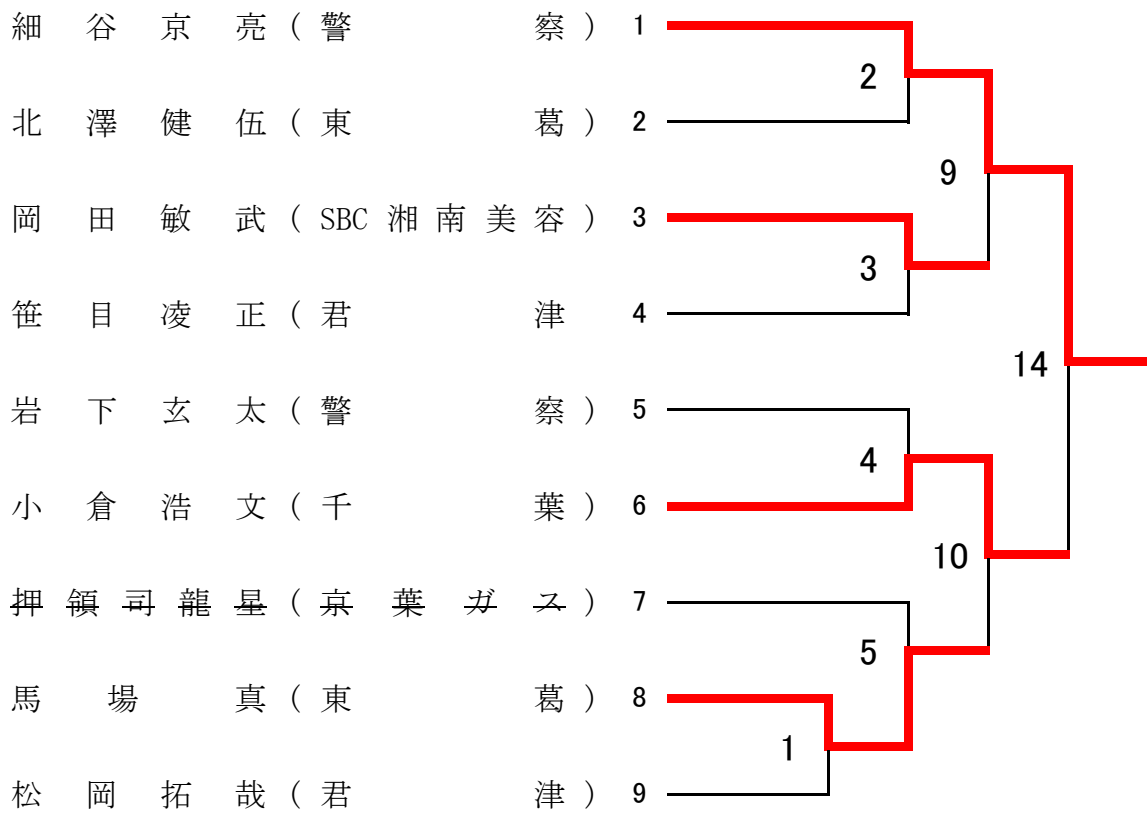 細谷京亮(警察) 1
2
北澤健伍(東葛) 2
9
岡田敏武(SBC湘南美容) 3
3
笹目凌正(君津 4
14
岩下玄太(警察) 5
4
小倉浩文(千葉) 6
10
押領司龍星(京葉ガス) 7
5
馬場真(東葛) 8
1
松岡拓哉(君津) 9